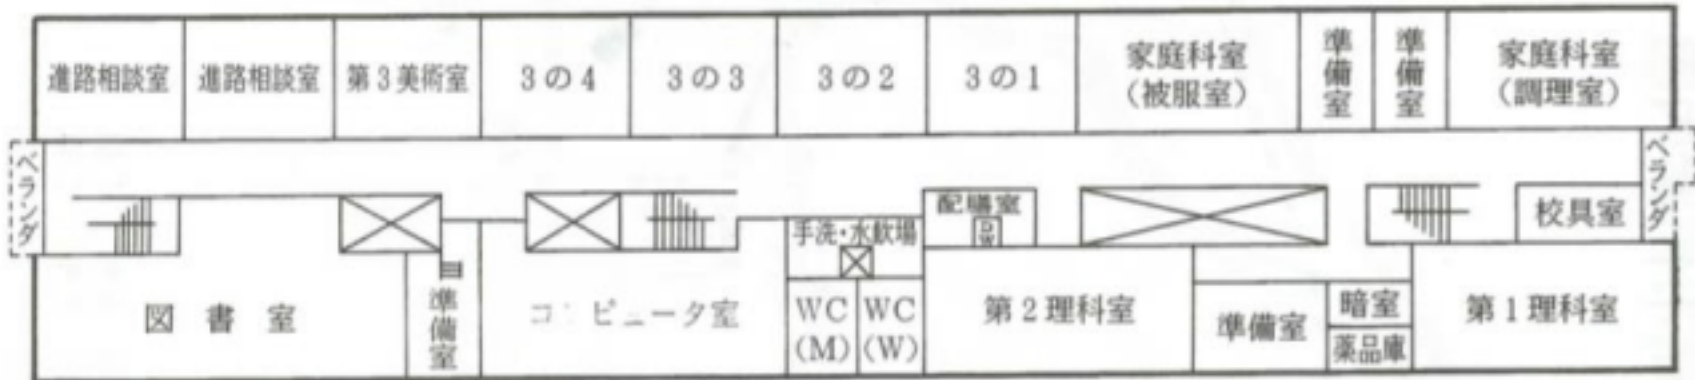 進路相談室 進路相談室 第3美術室 3の4 3の3 3の2 3の1 家庭科室
(被服室) 準備室 準備室 家庭科室
(調理室)
ベランダ ベランダ
配膳室
DW
校具室
手洗・水飲場
図書室 準備室 コンピュータ室 WC
(M) WC
(W) 第2理科室 準備室 暗室
薬品庫 第1理科室